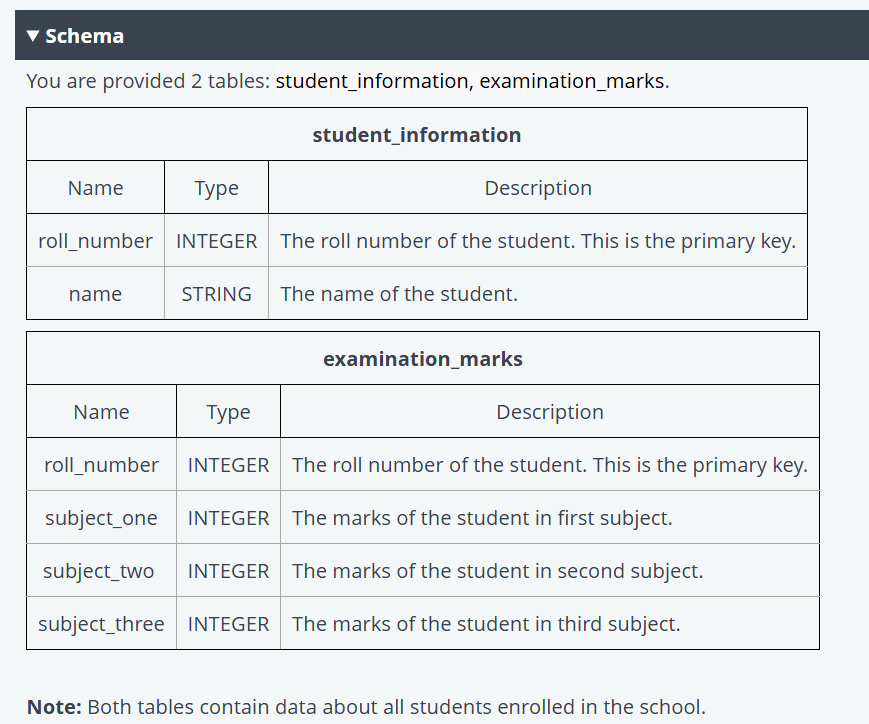 ▼ Schema
You are provided 2 tables: student_information, examination_marks.
student_information
Name Type Description
roll_number INTEGER The roll number of the student. This is the primary key.
name STRING The name of the student.
examination_marks
Name Type Description
roll_number INTEGER The roll number of the student. This is the primary key.
subject_one INTEGER The marks of the student in first subject.
subject_two INTEGER The marks of the student in second subject.
subject_three INTEGER The marks of the student in third subject.
Note: Both tables contain data about all students enrolled in the school.